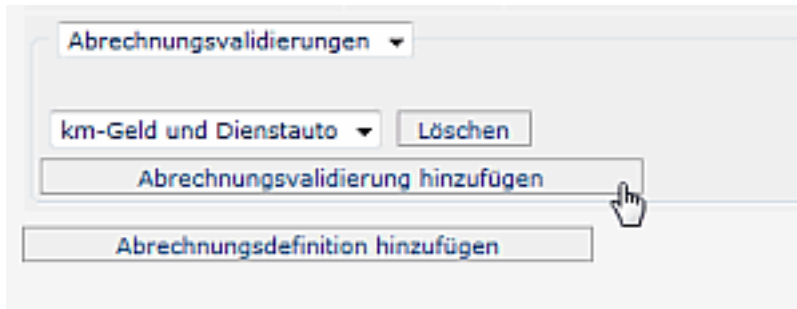 Abrechnungsvalidierungen
km-Geld und Dienstauto Löschen
Abrechnungsvalidierung hinzufügen
Abrechnungsdefinition hinzufügen